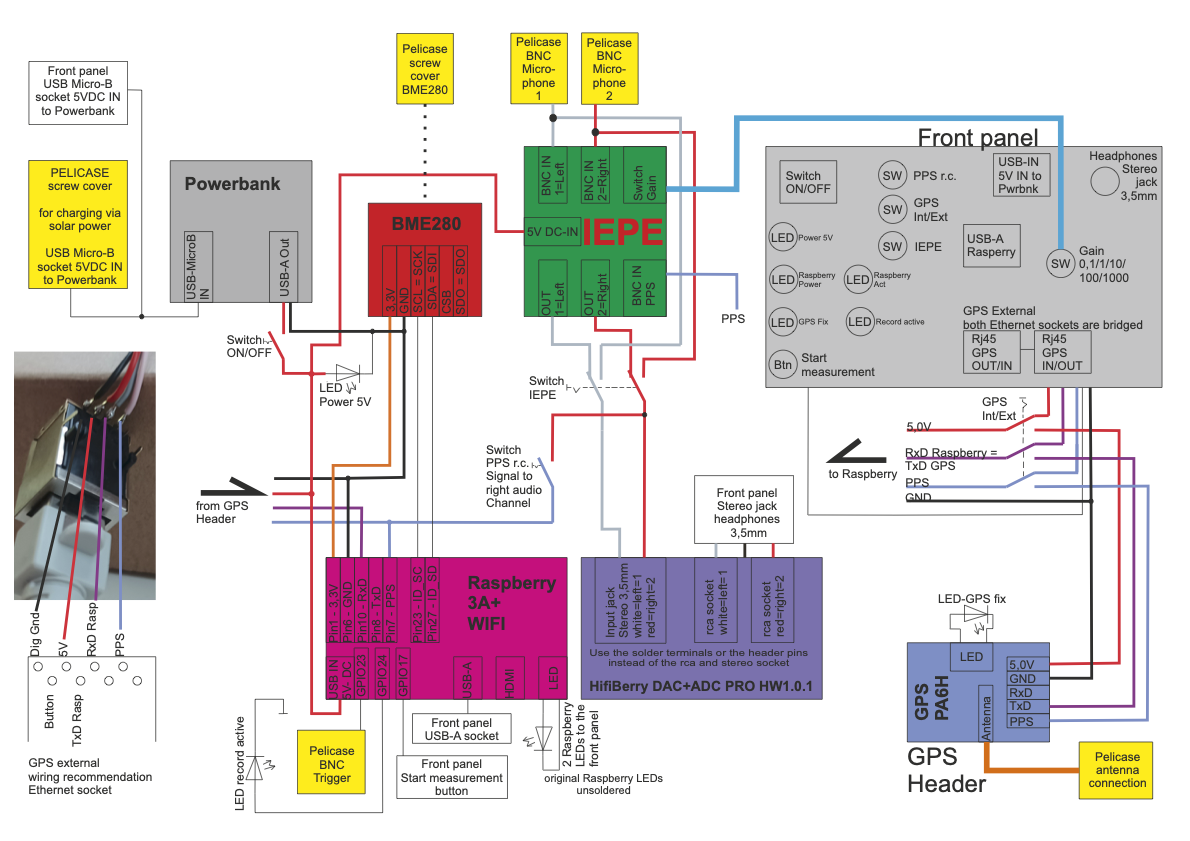 Front panel
USB Micro-B
socket 5VDC IN
to Powerbank
PELICASE
screw cover
for charging via
solar power
USB Micro-B
socket 5VDC IN
to Powerbank
Powerbank
USB-MicroB
IN
USB-A Out
Pelicase
screw
cover
BME280
BME280
3,3V
GND
SCL = SCK
SDA = SDI
CSB
SDO = SDO
Pelicase
BNC
Micro-
phone
1
Pelicase
BNC
Micro-
phone
2
BNC IN
1=Left
BNC IN
2=Right
Switch
Gain
5V DC-IN
IEPE
OUT
1=Left
OUT
2=Right
BNC IN
PPS
PPS
Front panel
Switch
ON/OFF
SW
PPS r.c.
SW
GPS
Int/Ext
SW
IEPE
USB-IN
5V IN to
Pwrbnk
Headphones
Stereo
jack
3,5mm
USB-A
Rasperry
SW
Gain
0,1/1/10/
100/1000
LED
Power 5V
LED
Raspberry
Power
LED
Raspberry
Act
LED
GPS Fix
LED
Record active
Btn
Start
measurement
GPS External
both Ethernet sockets are bridged
Rj45
GPS
OUT/IN
Rj45
GPS
IN/OUT
Switch
ON/OFF
LED
Power 5V
Switch
IEPE
Switch
PPS r.c.
Signal to
right audio
Channel
from GPS
Header
GPS
Int/Ext
5,0V
RxD Raspberry =
TxD GPS
PPS
GND
to Raspberry
Front panel
Stereo jack
headphones
3,5mm
Raspberry
3A+
WIFI
Pin1 - 3,3V
Pin6 - GND
Pin10 - RxD
Pin8 - TxD
Pin7 - PPS
Pin23 - ID_SC
Pin27 - ID_SD
USB IN
5V- DC
GPIO23
GPIO24
GPIO17
USB-A
HDMI
LED
Input jack
Stereo 3,5mm
white=left=1
red=right=2
rca socket
white=left=1
rca socket
red=right=2
Use the solder terminals or the header pins
instead of the rca and stereo socket
HifiBerry DAC+ADC PRO HW1.0.1
Dig Gnd
5V
RxD Rasp
PPS
Button
TxD Rasp
GPS external
wiring recommendation
Ethernet socket
LED record active
Pelicase
BNC
Trigger
Front panel
USB-A socket
Front panel
Start measurement
button
2 Raspberry
LEDs to the
front panel
original Raspberry LEDs
unsoldered
LED-GPS fix
LED
GPS
PA6H
Antenna
5,0V
GND
RxD
TxD
PPS
GPS
Header
Pelicase
antenna
connection